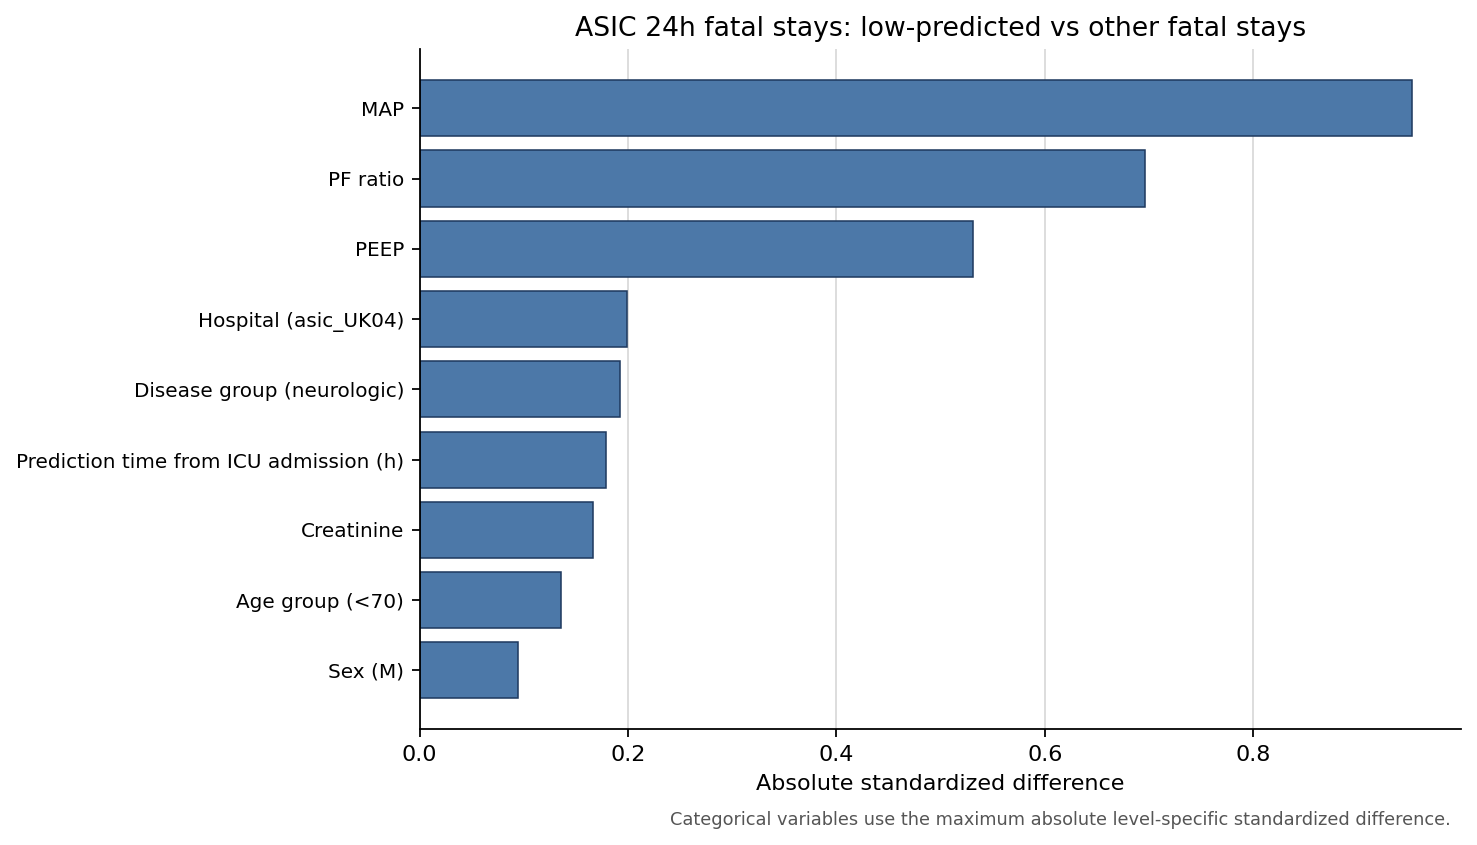 ASIC 24h fatal stays: low-predicted vs other fatal stays
MAP
PF ratio
PEEP
Hospital (asic_UK04)
Disease group (neurologic)
Prediction time from ICU admission (h)
Creatinine
Age group (<70)
Sex (M)
0.0 0.2 0.4 0.6 0.8
Absolute standardized difference
Categorical variables use the maximum absolute level-specific standardized difference.